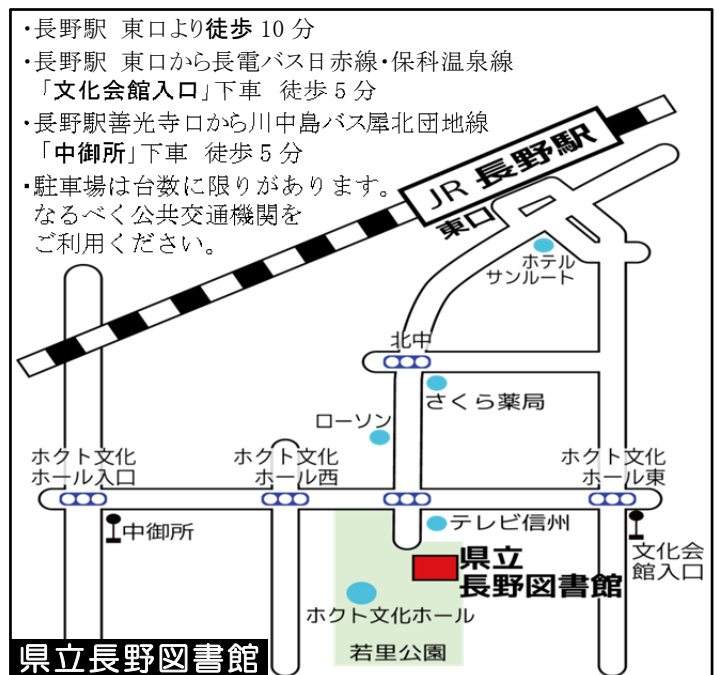 ・長野駅 東口より徒歩10分
・長野駅 東口から長電バス日赤線・保科温泉線
「文化会館入口」下車 徒歩5分
・長野駅善光寺口から川中島バス犀北団地線
「中御所」下車 徒歩5分
・駐車場は台数に限りがあります。
なるべく公共交通機関を
ご利用ください。
JR 長野駅
東口
ホテル
サンルート
北中
さくら薬局
ローソン
ホクト文化
ホール入口
ホクト文化
ホール西
ホクト文化
ホール東
中御所
テレビ信州
文化会
館入口
県立
長野図書館
ホクト文化ホール
若里公園
県立長野図書館